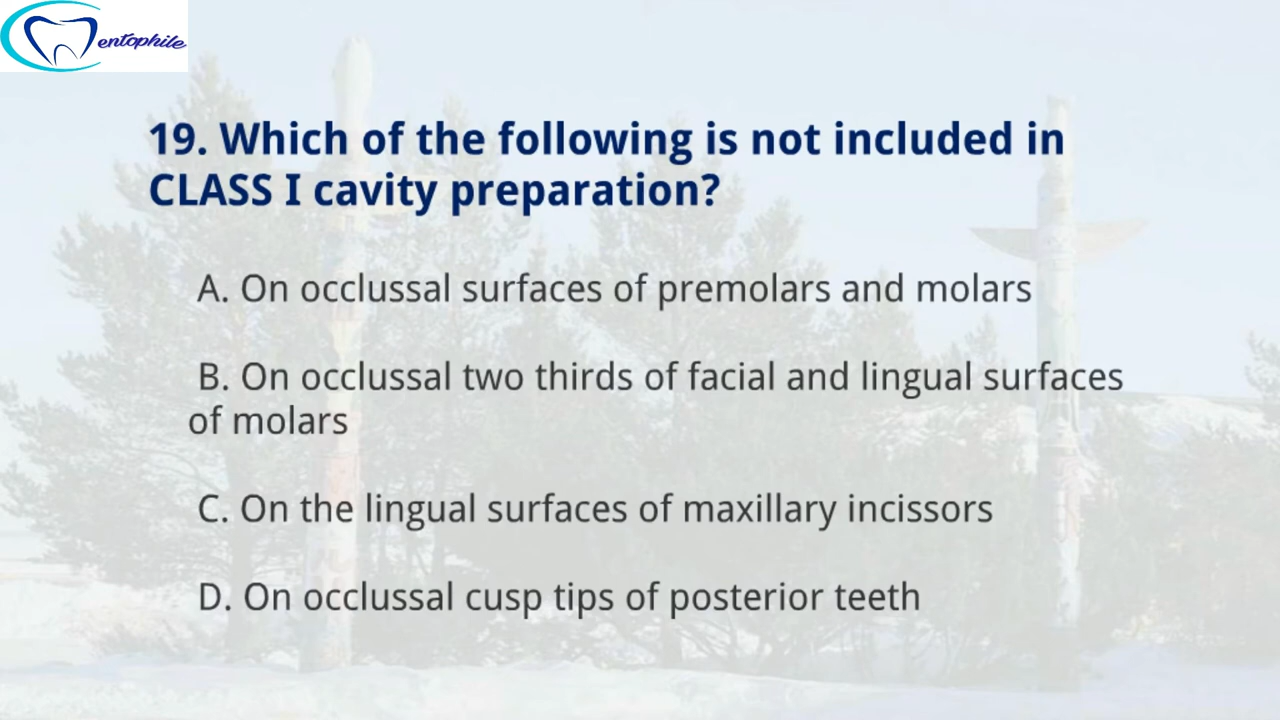 entophile
19. Which of the following is not included in
CLASS I cavity preparation?
A. On occlussal surfaces of premolars and molars
B. On occlussal two thirds of facial and lingual surfaces
of molars
C. On the lingual surfaces of maxillary incissors
D. On occlussal cusp tips of posterior teeth